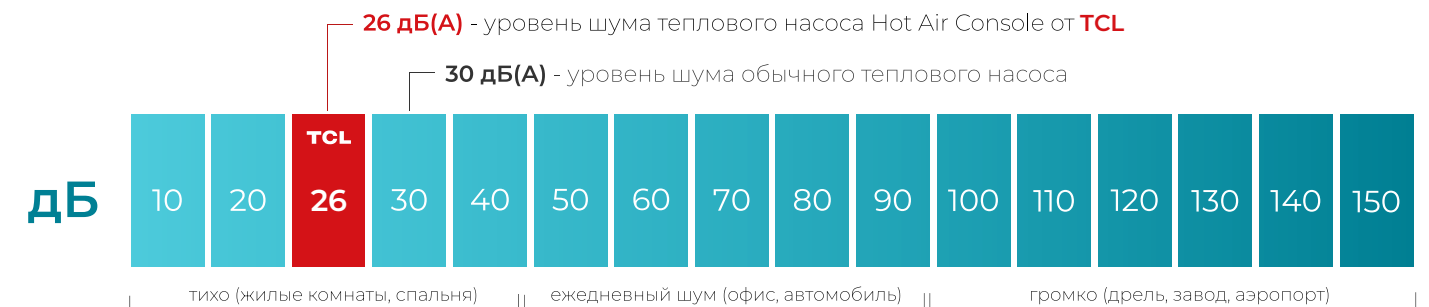 26 дБ(А) - уровень шума теплового насоса Hot Air Console от TCL
30 дБ(А) - уровень шума обычного теплового насоса
TCL
дБ 10 20 26 30 40 50 60 70 80 90 100 110 120 130 140 150
тихо (жилые комнаты, спальня) ежедневный шум (офис, автомобиль) громко (дрель, завод, аэропорт)